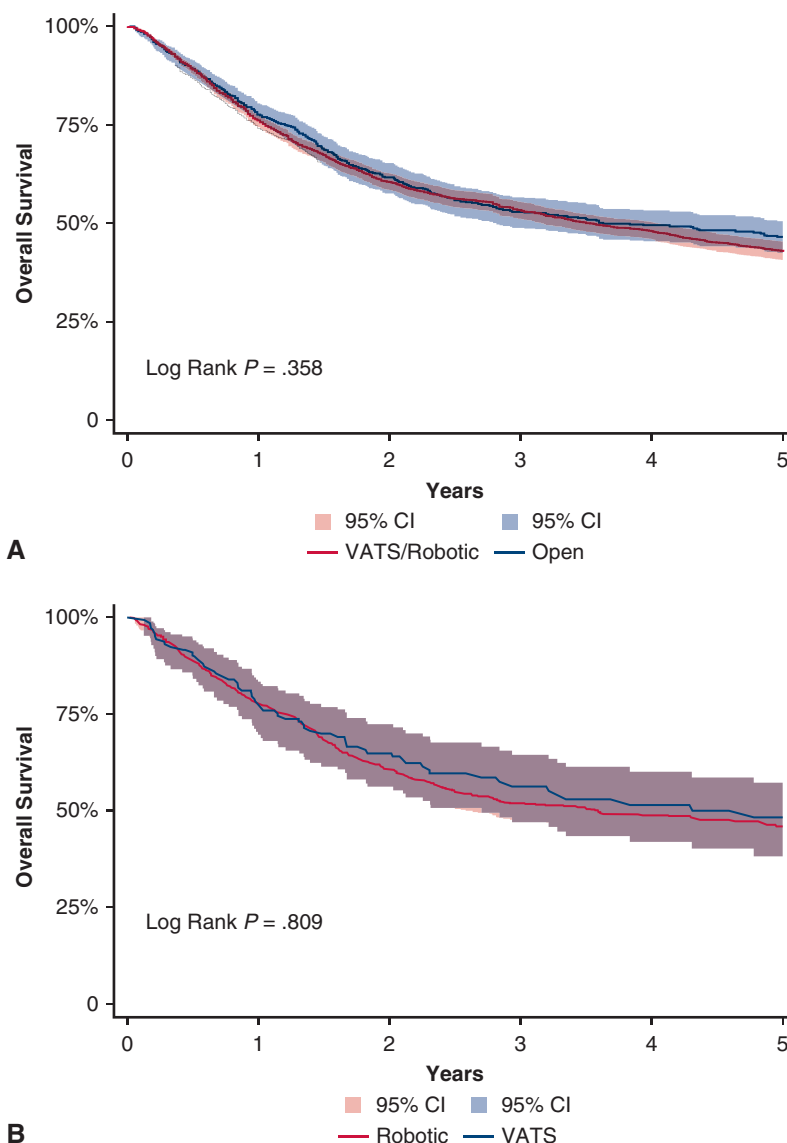 100%
75%
50%
25%
0
Overall Survival
Log Rank P = .358
0 1 2 3 4 5
Years
95% CI 95% CI
VATS/Robotic Open
A
100%
75%
50%
25%
0
Overall Survival
Log Rank P = .809
0 1 2 3 4 5
Years
95% CI 95% CI
Robotic VATS
B